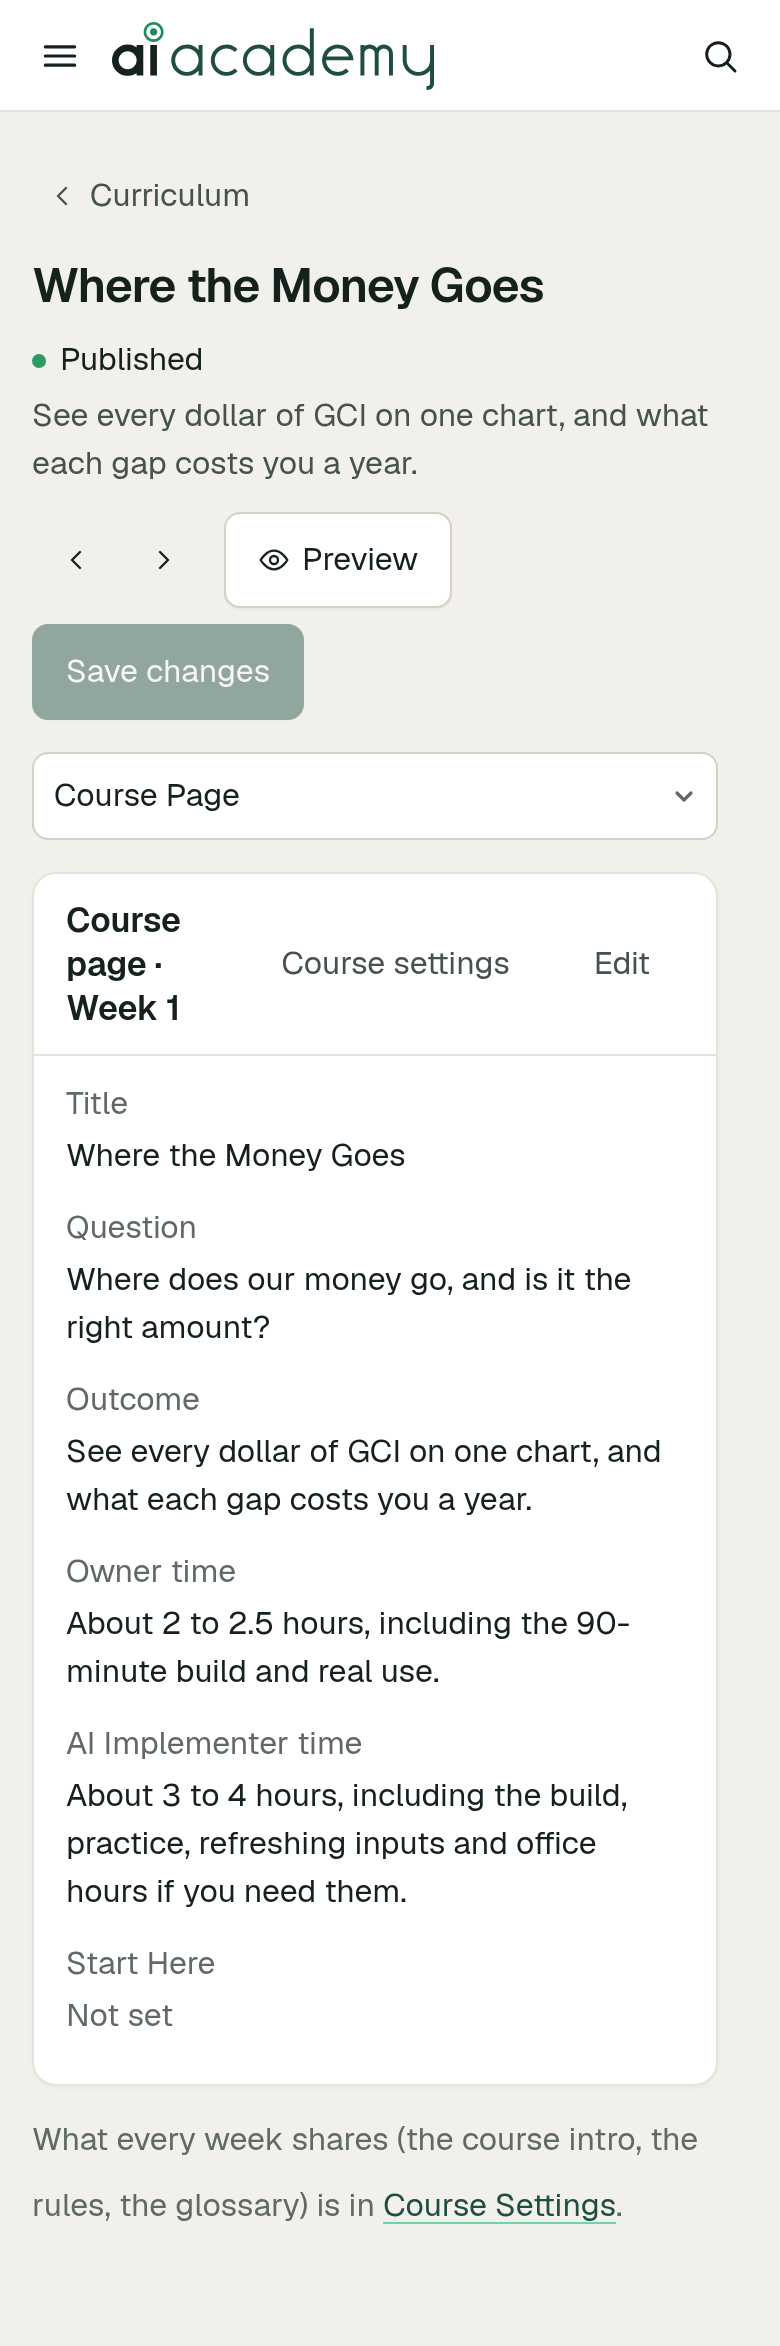 ai academy
Curriculum
Where the Money Goes
Published
See every dollar of GCI on one chart, and what
each gap costs you a year.
Preview
Save changes
Course Page
Course
page ·
Week 1
Course settings
Edit
Title
Where the Money Goes
Question
Where does our money go, and is it the
right amount?
Outcome
See every dollar of GCI on one chart, and
what each gap costs you a year.
Owner time
About 2 to 2.5 hours, including the 90-
minute build and real use.
AI Implementer time
About 3 to 4 hours, including the build,
practice, refreshing inputs and office
hours if you need them.
Start Here
Not set
What every week shares (the course intro, the
rules, the glossary) is in Course Settings.